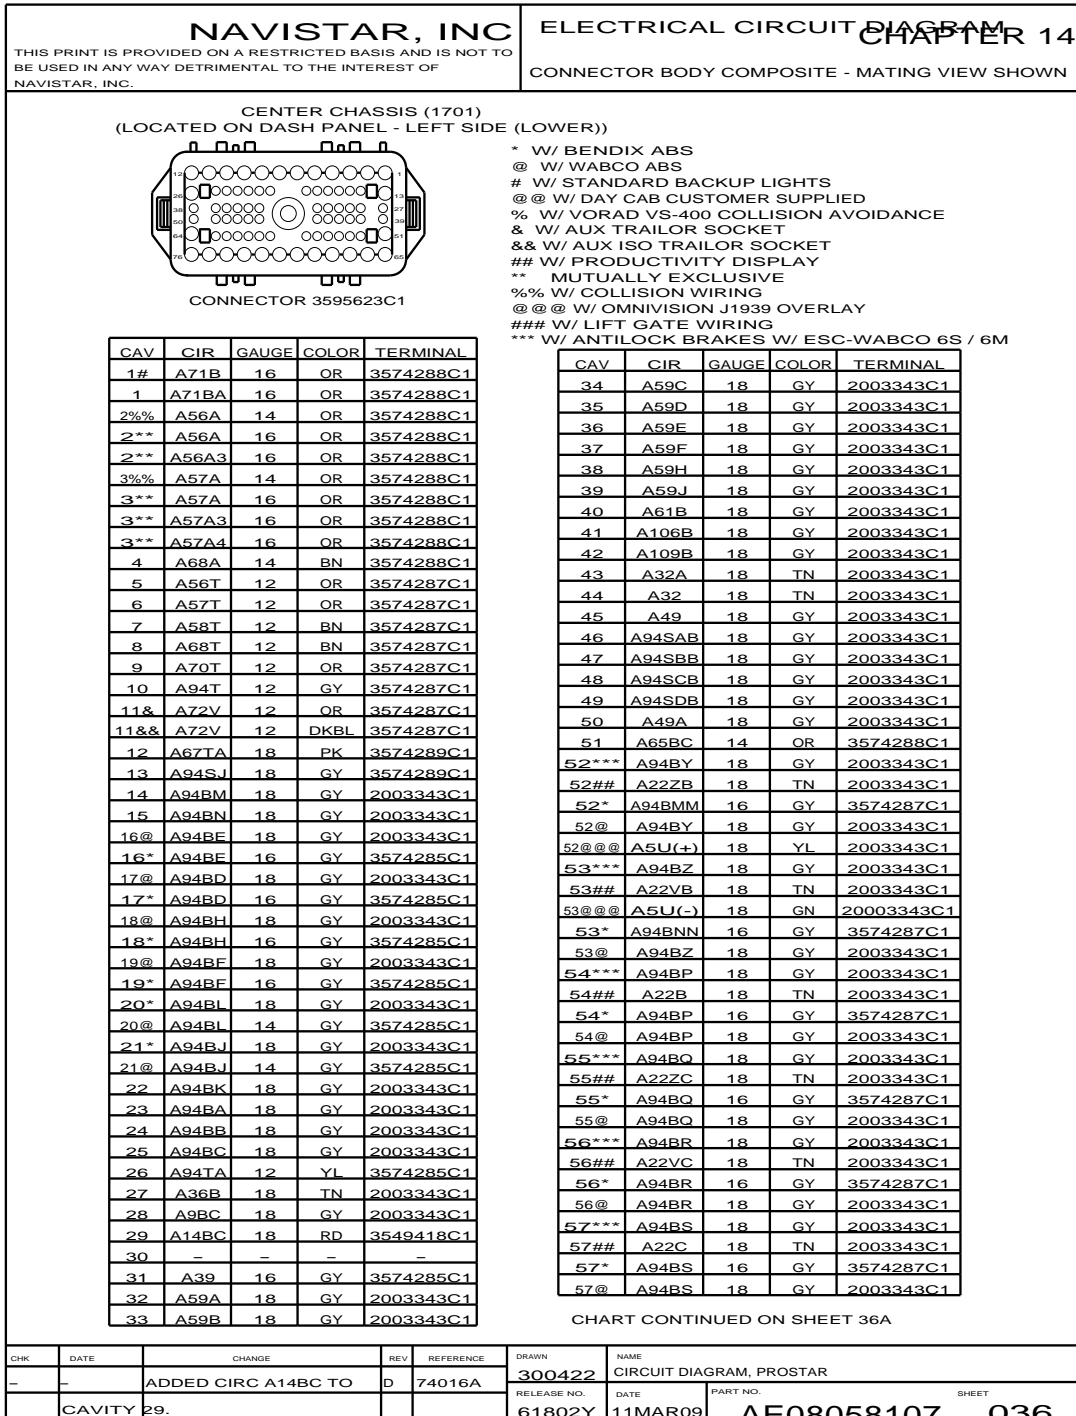 NAVISTAR, INC
THIS PRINT IS PROVIDED ON A RESTRICTED BASIS AND IS NOT TO
BE USED IN ANY WAY DETRIMENTAL TO THE INTEREST OF
NAVISTAR, INC.
ELECTRICAL CIRCUIT DIAGRAM
CHAPTER 14
CONNECTOR BODY COMPOSITE - MATING VIEW SHOWN
CENTER CHASSIS (1701)
(LOCATED ON DASH PANEL - LEFT SIDE (LOWER))
12 1
26 13
38 27
50 39
64 51
76 65
CONNECTOR 3595623C1
* W/ BENDIX ABS
@ W/ WABCO ABS
# W/ STANDARD BACKUP LIGHTS
@@ W/ DAY CAB CUSTOMER SUPPLIED
% W/ VORAD VS-400 COLLISION AVOIDANCE
& W/ AUX TRAILOR SOCKET
&& W/ AUX ISO TRAILOR SOCKET
## W/ PRODUCTIVITY DISPLAY
** MUTUALLY EXCLUSIVE
%% W/ COLLISION WIRING
@@@ W/ OMNIVISION J1939 OVERLAY
### W/ LIFT GATE WIRING
*** W/ ANTILOCK BRAKES W/ ESC-WABCO 6S / 6M
CAV CIR GAUGE COLOR TERMINAL
1# A71B 16 OR 3574288C1
1 A71BA 16 OR 3574288C1
2%% A56A 14 OR 3574288C1
2** A56A 16 OR 3574288C1
2** A56A3 16 OR 3574288C1
3%% A57A 14 OR 3574288C1
3** A57A 16 OR 3574288C1
3** A57A3 16 OR 3574288C1
3** A57A4 16 OR 3574288C1
4 A68A 14 BN 3574288C1
5 A56T 12 OR 3574287C1
6 A57T 12 OR 3574287C1
7 A58T 12 BN 3574287C1
8 A68T 12 BN 3574287C1
9 A70T 12 OR 3574287C1
10 A94T 12 GY 3574287C1
11& A72V 12 OR 3574287C1
11&& A72V 12 DKBL 3574287C1
12 A67TA 18 PK 3574289C1
13 A94SJ 18 GY 3574289C1
14 A94BM 18 GY 2003343C1
15 A94BN 18 GY 2003343C1
16@ A94BE 18 GY 2003343C1
16* A94BE 16 GY 3574285C1
17@ A94BD 18 GY 2003343C1
17* A94BD 16 GY 3574285C1
18@ A94BH 18 GY 2003343C1
18* A94BH 16 GY 3574285C1
19@ A94BF 18 GY 2003343C1
19* A94BF 16 GY 3574285C1
20* A94BL 18 GY 2003343C1
20@ A94BL 14 GY 3574285C1
21* A94BJ 18 GY 2003343C1
21@ A94BJ 14 GY 3574285C1
22 A94BK 18 GY 2003343C1
23 A94BA 18 GY 2003343C1
24 A94BB 18 GY 2003343C1
25 A94BC 18 GY 2003343C1
26 A94TA 12 YL 3574285C1
27 A36B 18 TN 2003343C1
28 A9BC 18 GY 2003343C1
29 A14BC 18 RD 3549418C1
30 – – – –
31 A39 16 GY 3574285C1
32 A59A 18 GY 2003343C1
33 A59B 18 GY 2003343C1
CAV CIR GAUGE COLOR TERMINAL
34 A59C 18 GY 2003343C1
35 A59D 18 GY 2003343C1
36 A59E 18 GY 2003343C1
37 A59F 18 GY 2003343C1
38 A59H 18 GY 2003343C1
39 A59J 18 GY 2003343C1
40 A61B 18 GY 2003343C1
41 A106B 18 GY 2003343C1
42 A109B 18 GY 2003343C1
43 A32A 18 TN 2003343C1
44 A32 18 TN 2003343C1
45 A49 18 GY 2003343C1
46 A94SAB 18 GY 2003343C1
47 A94SBB 18 GY 2003343C1
48 A94SCB 18 GY 2003343C1
49 A94SDB 18 GY 2003343C1
50 A49A 18 GY 2003343C1
51 A65BC 14 OR 3574288C1
52*** A94BY 18 GY 2003343C1
52## A22ZB 18 TN 2003343C1
52* A94BMM 16 GY 3574287C1
52@ A94BY 18 GY 2003343C1
52@@@ A5U(+) 18 YL 2003343C1
53*** A94BZ 18 GY 2003343C1
53## A22VB 18 TN 2003343C1
53@@@ A5U(-) 18 GN 20003343C1
53* A94BNN 16 GY 3574287C1
53@ A94BZ 18 GY 2003343C1
54*** A94BP 18 GY 2003343C1
54## A22B 18 TN 2003343C1
54* A94BP 16 GY 3574287C1
54@ A94BP 18 GY 2003343C1
55*** A94BQ 18 GY 2003343C1
55## A22ZC 18 TN 2003343C1
55* A94BQ 16 GY 3574287C1
55@ A94BQ 18 GY 2003343C1
56*** A94BR 18 GY 2003343C1
56## A22VC 18 TN 2003343C1
56* A94BR 16 GY 3574287C1
56@ A94BR 18 GY 2003343C1
57*** A94BS 18 GY 2003343C1
57## A22C 18 TN 2003343C1
57* A94BS 16 GY 3574287C1
57@ A94BS 18 GY 2003343C1
CHART CONTINUED ON SHEET 36A
CHK DATE CHANGE REV REFERENCE
– – ADDED CIRC A14BC TO D 74016A
CAVITY 29.
DRAWN 300422
NAME CIRCUIT DIAGRAM, PROSTAR
RELEASE NO. 61802Y
DATE 11MAR09
PART NO. AE08058107
SHEET 036